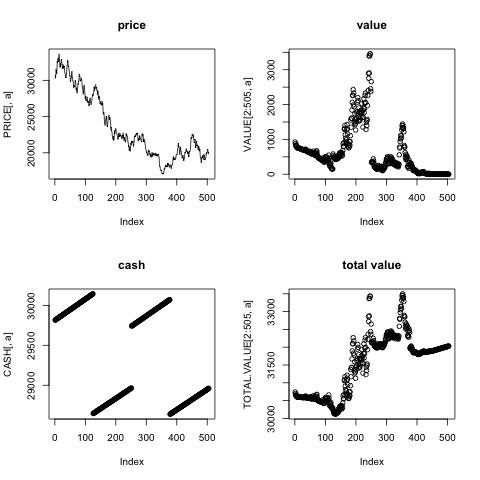 price
PRICE[, a]
20000 25000 30000
0 100 200 300 400 500
Index
value
VALUE[2:505, a]
0 1000 2000 3000
0 100 200 300 400 500
Index
cash
CASH[, a]
29000 29500 30000
0 100 200 300 400 500
Index
total value
TOTAL.VALUE[2:505, a]
30000 31500 33000
0 100 200 300 400 500
Index